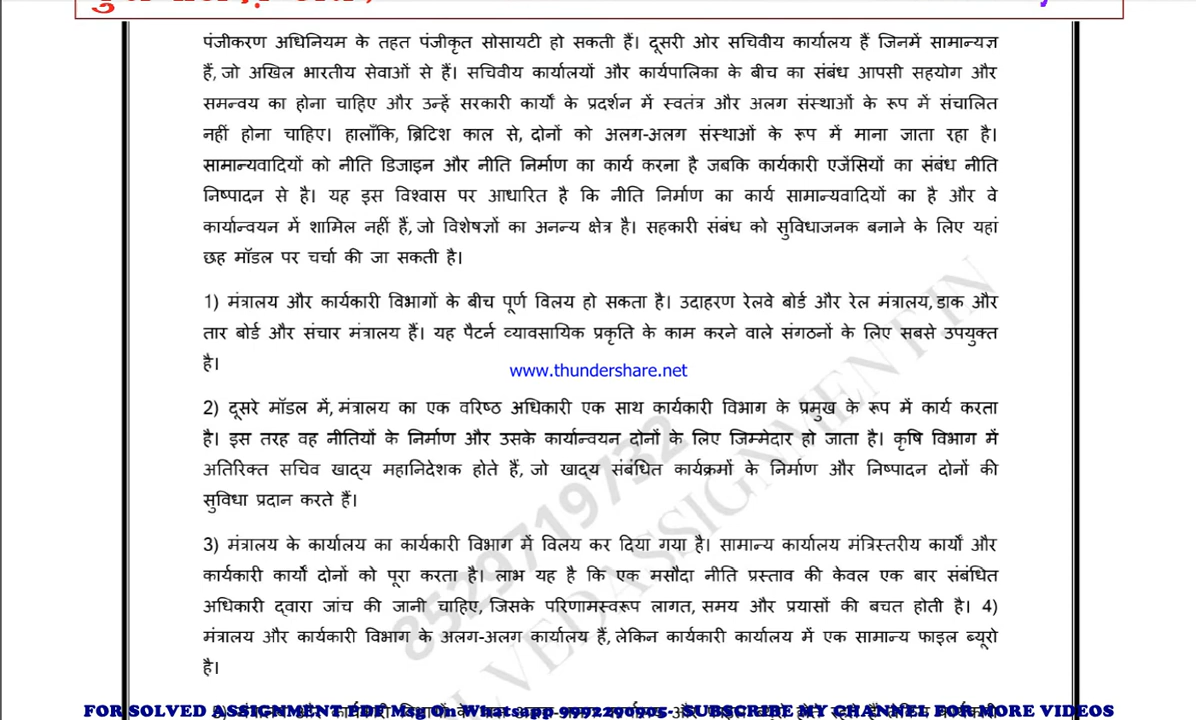 पंजीकरण अधिनियम के तहत पंजीकृत सोसायटी हो सकती हैं। दूसरी ओर सचिवीय कार्यालय हैं जिनमें सामान्यज्ञ
हैं, जो अखिल भारतीय सेवाओं से हैं। सचिवीय कार्यालयों और कार्यपालिका के बीच का संबंध आपसी सहयोग और
समन्वय का होना चाहिए और उन्हें सरकारी कार्यों के प्रदर्शन में स्वतंत्र और अलग संस्थाओं के रूप में संचालित
नहीं होना चाहिए। हालाँकि, ब्रिटिश काल से, दोनों को अलग-अलग संस्थाओं के रूप में माना जाता रहा है।
सामान्यवादियों को नीति डिजाइन और नीति निर्माण का कार्य करना है जबकि कार्यकारी एजेंसियों का संबंध नीति
निष्पादन से है। यह इस विश्वास पर आधारित है कि नीति निर्माण का कार्य सामान्यवादियों का है और वे
कार्यान्वयन में शामिल नहीं हैं, जो विशेषज्ञों का अनन्य क्षेत्र है। सहकारी संबंध को सुविधाजनक बनाने के लिए यहां
छह मॉडल पर चर्चा की जा सकती है।
1) मंत्रालय और कार्यकारी विभागों के बीच पूर्ण विलय हो सकता है। उदाहरण रेलवे बोर्ड और रेल मंत्रालय, डाक और
तार बोर्ड और संचार मंत्रालय हैं। यह पैटर्न व्यावसायिक प्रकृति के काम करने वाले संगठनों के लिए सबसे उपयुक्त
है।
www.thundershare.net
2) दूसरे मॉडल में, मंत्रालय का एक वरिष्ठ अधिकारी एक साथ कार्यकारी विभाग के प्रमुख के रूप में कार्य करता
है। इस तरह वह नीतियों के निर्माण और उसके कार्यान्वयन दोनों के लिए जिम्मेदार हो जाता है। कृषि विभाग में
अतिरिक्त सचिव खाद्य महानिदेशक होते हैं, जो खाद्य संबंधित कार्यक्रमों के निर्माण और निष्पादन दोनों की
सुविधा प्रदान करते हैं।
3) मंत्रालय के कार्यालय का कार्यकारी विभाग में विलय कर दिया गया है। सामान्य कार्यालय मंत्रिस्तरीय कार्यों और
कार्यकारी कार्यों दोनों को पूरा करता है। लाभ यह है कि एक मसौदा नीति प्रस्ताव की केवल एक बार संबंधित
अधिकारी द्वारा जांच की जानी चाहिए, जिसके परिणामस्वरूप लागत, समय और प्रयासों की बचत होती है। 4)
मंत्रालय और कार्यकारी विभाग के अलग-अलग कार्यालय हैं, लेकिन कार्यकारी कार्यालय में एक सामान्य फाइल ब्यूरो
है।
8529719732
SOLVEDASSIGNMENT.IN
FOR SOLVED ASSIGNMENT PDF Msg On Whatsapp-9992290905- SUBSCRIBE MY CHANNEL FOR MORE VIDEOS